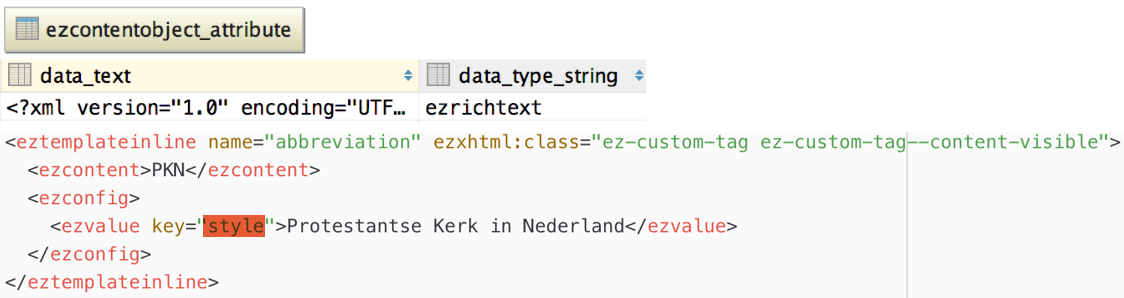 ezcontentobject_attribute
data_text data_type_string
<?xml version="1.0" encoding="UTF… ezrichtext
<eztemplateinline name="abbreviation" ezxhtml:class="ez-custom-tag ez-custom-tag--content-visible">
<ezcontent>PKN</ezcontent>
<ezconfig>
<ezvalue key="style">Protestantse Kerk in Nederland</ezvalue>
</ezconfig>
</eztemplateinline>